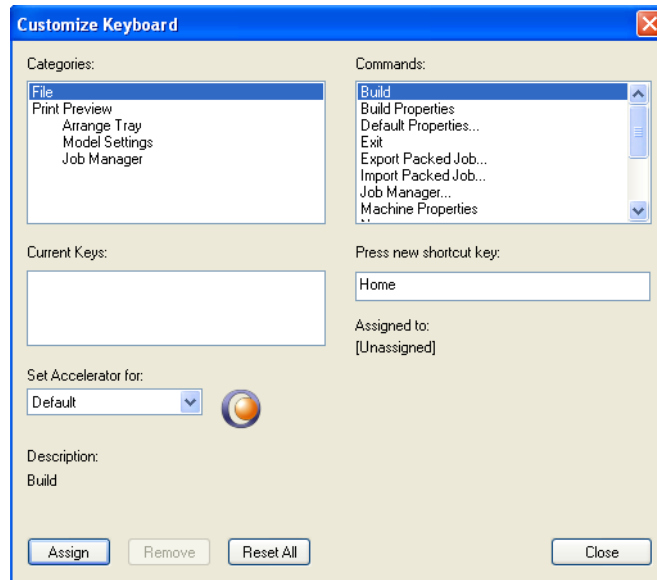 Customize Keyboard
Categories:
File
Print Preview
Arrange Tray
Model Settings
Job Manager
Commands:
Build
Build Properties
Default Properties...
Exit
Export Packed Job...
Import Packed Job...
Job Manager...
Machine Properties
Current Keys:
Press new shortcut key:
Home
Assigned to:
[Unassigned]
Set Accelerator for:
Default
Description:
Build
Assign
Remove
Reset All
Close